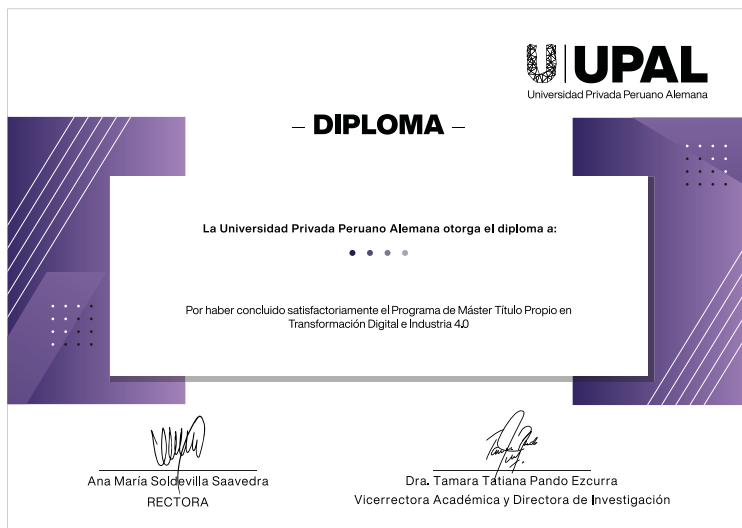 UPAL
Universidad Privada Peruano Alemana
– DIPLOMA –
La Universidad Privada Peruano Alemana otorga el diploma a:
Por haber concluido satisfactoriamente el Programa de Máster Título Propio en
Transformación Digital e Industria 4.0
Ana María Soldevilla Saavedra
RECTORA
Dra. Tamara Tatiana Pando Ezcurra
Vicerrectora Académica y Directora de Investigación